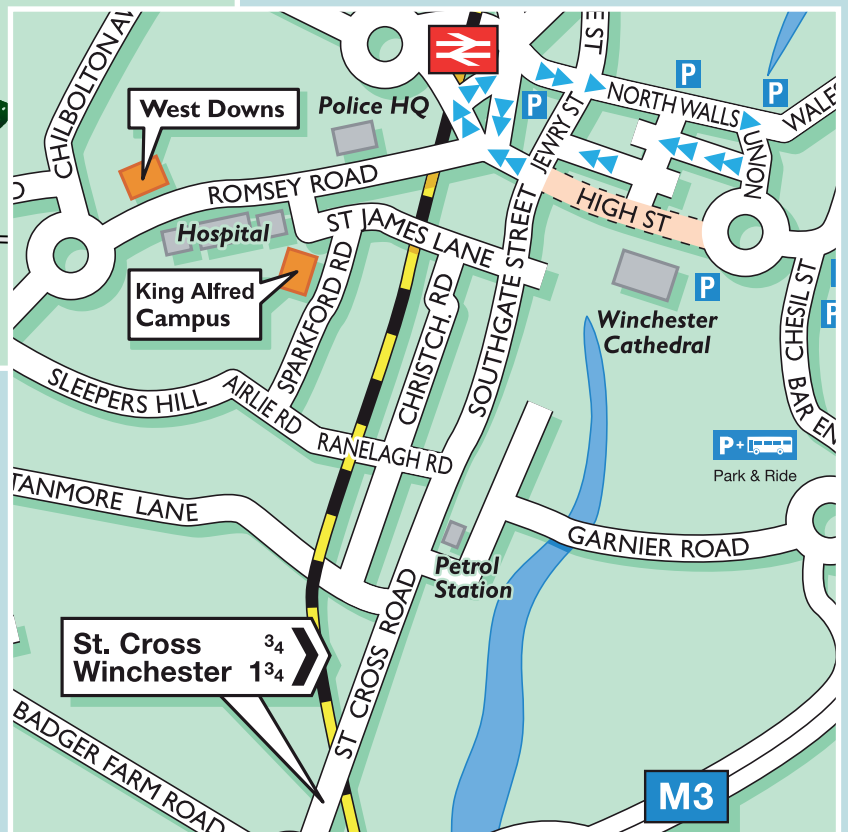 CHILBOLTON AV
West Downs
Police HQ
P
E ST
P
P
NORTH WALLS
WALES
UNION
JEWRY ST
ROMSEY ROAD
HIGH ST
Hospital
ST JAMES LANE
King Alfred
Campus
SPARKFORD RD
CHRISTCH. RD
SOUTHGATE STREET
P
Winchester
Cathedral
CHESIL ST
P
BAR EN
SLEEPERS HILL
AIRLIE RD
RANELAGH RD
P+
Park & Ride
TANMORE LANE
GARNIER ROAD
Petrol
Station
St. Cross 3/4
Winchester 1 3/4
ST CROSS ROAD
BADGER FARM ROAD
M3